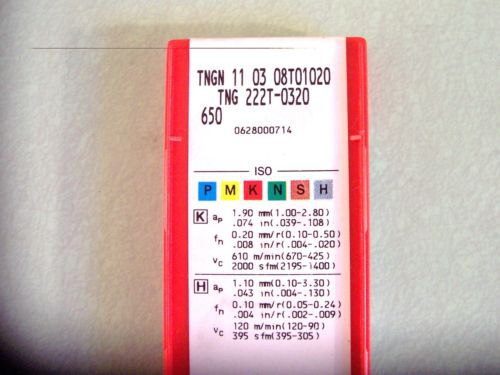 TNGN 11 03 08T01020
TNG 222T-0320
650
0628000714
ISO
P M K N S H
K ap 1.90 mm(1.00-2.80)
.074 in(.039-.108)
fn 0.20 mm/r(0.10-0.50)
.008 in/r(.004-.020)
vc 610 m/min(670-425)
2000 sfm(2195-1400)
H ap 1.10 mm(0.10-3.30)
.043 in(.004-.130)
fn 0.10 mm/r(0.05-0.24)
.004 in/r(.002-.009)
vc 120 m/min(120-90)
395 sfm(395-305)